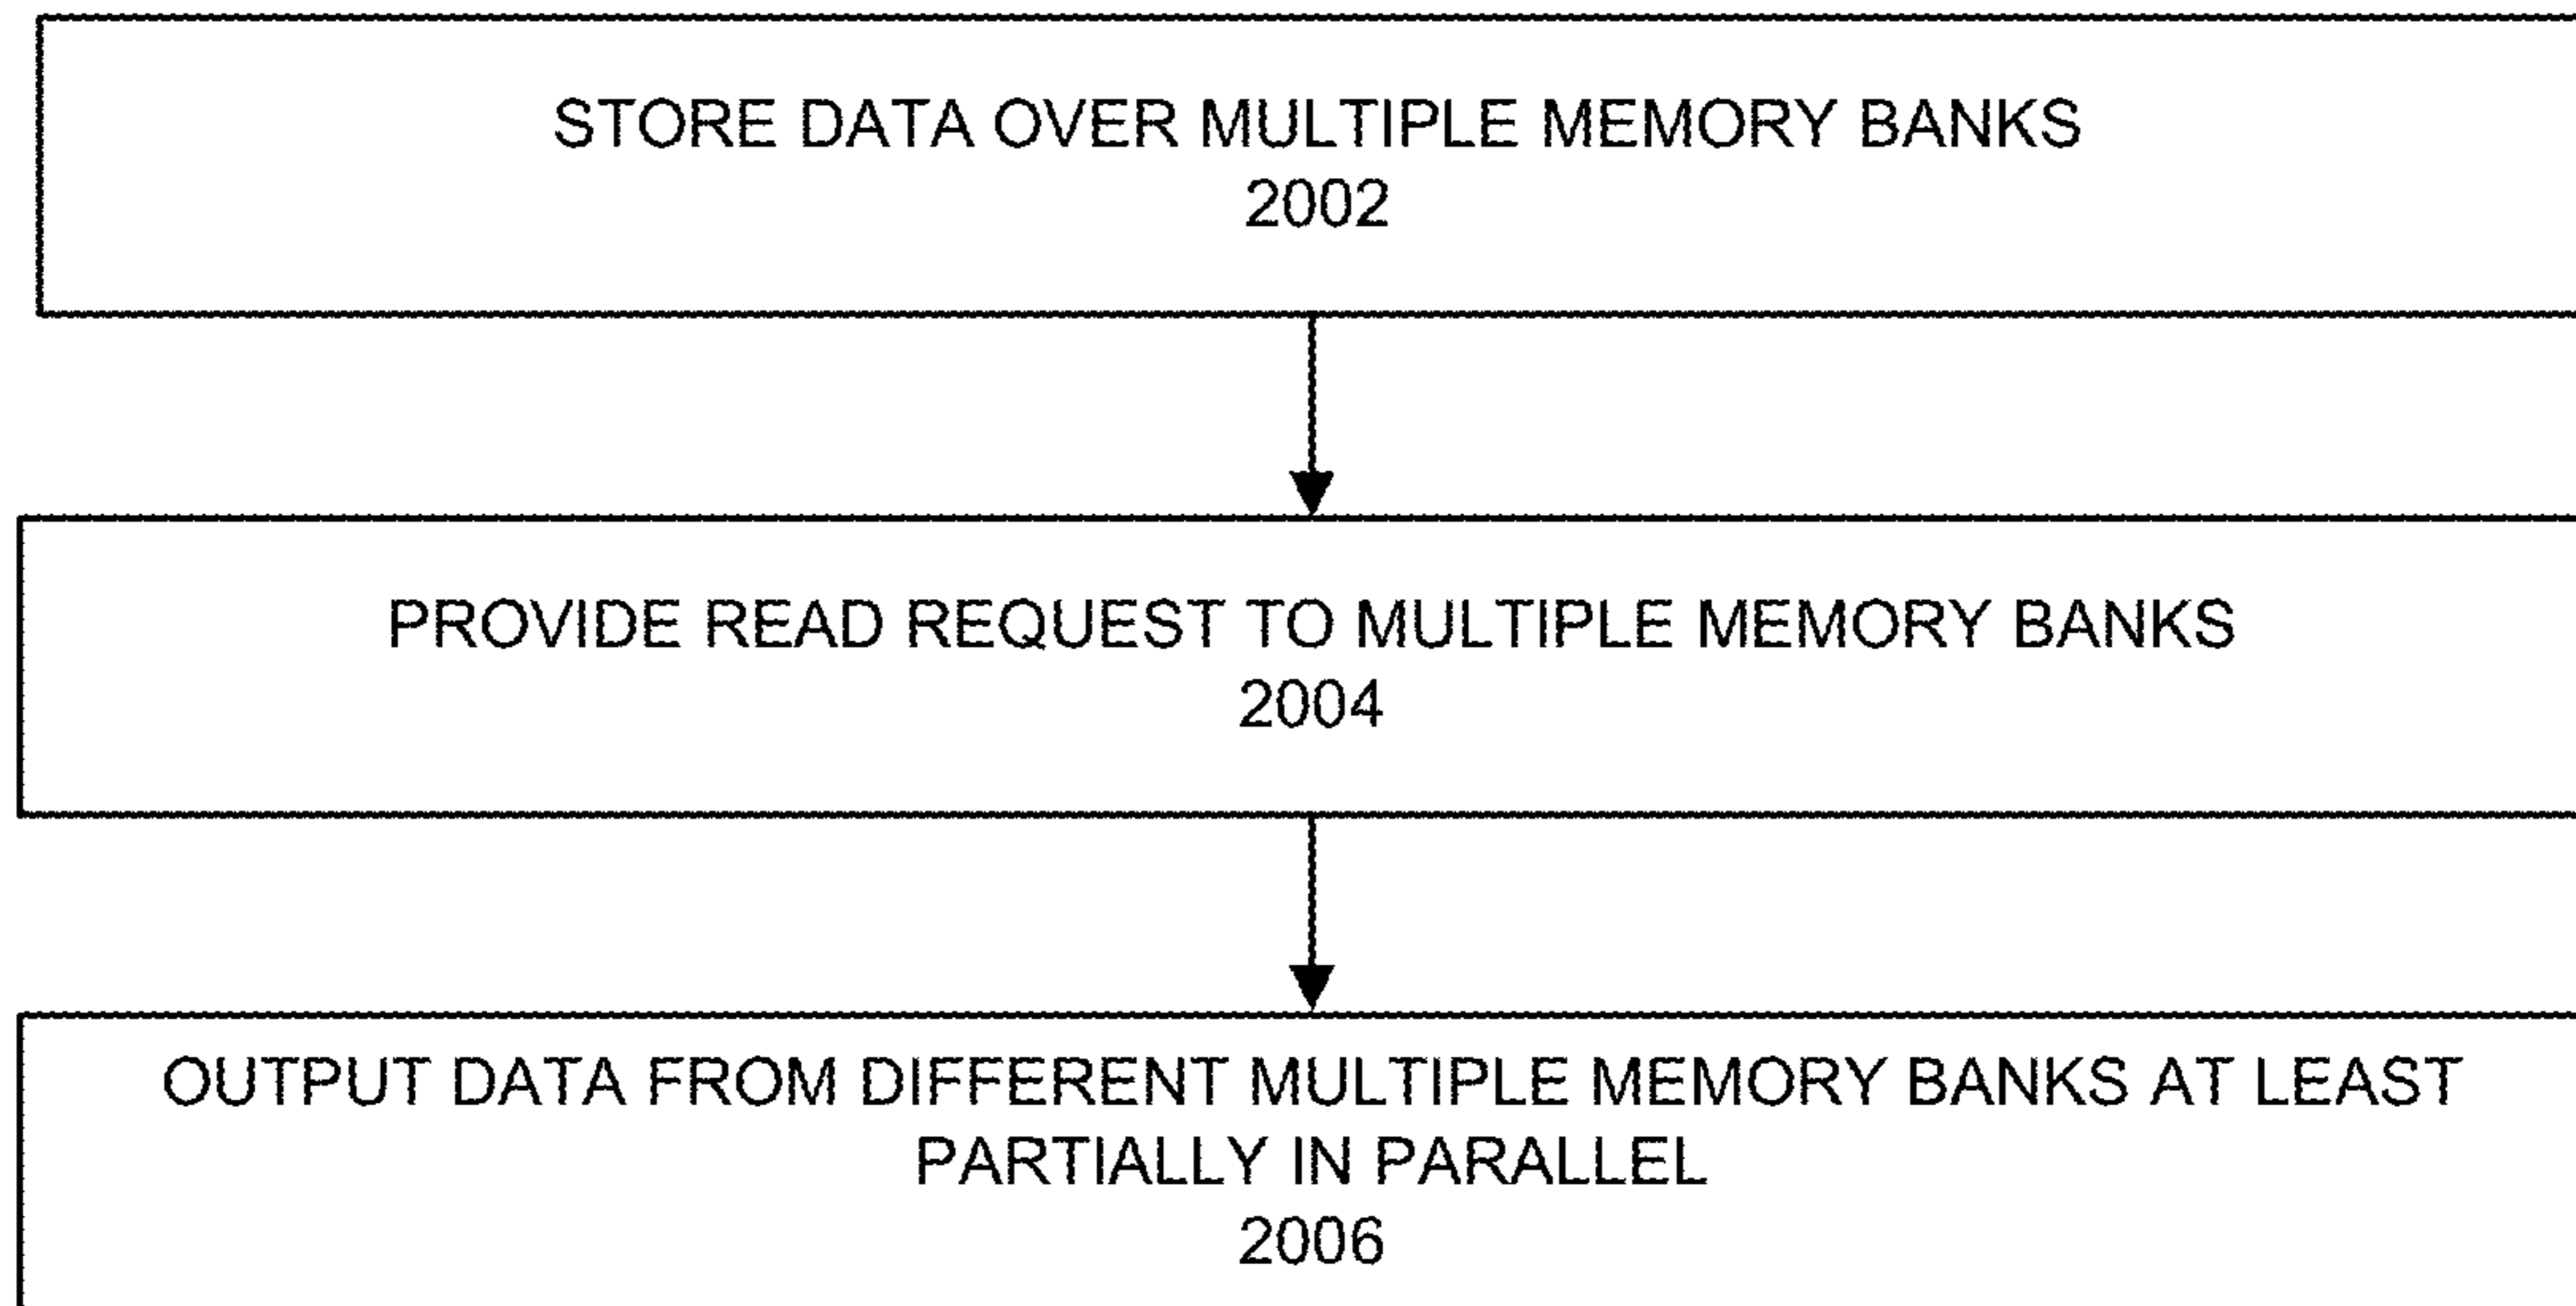 STORE DATA OVER MULTIPLE MEMORY BANKS
2002
PROVIDE READ REQUEST TO MULTIPLE MEMORY BANKS
2004
OUTPUT DATA FROM DIFFERENT MULTIPLE MEMORY BANKS AT LEAST
PARTIALLY IN PARALLEL
2006